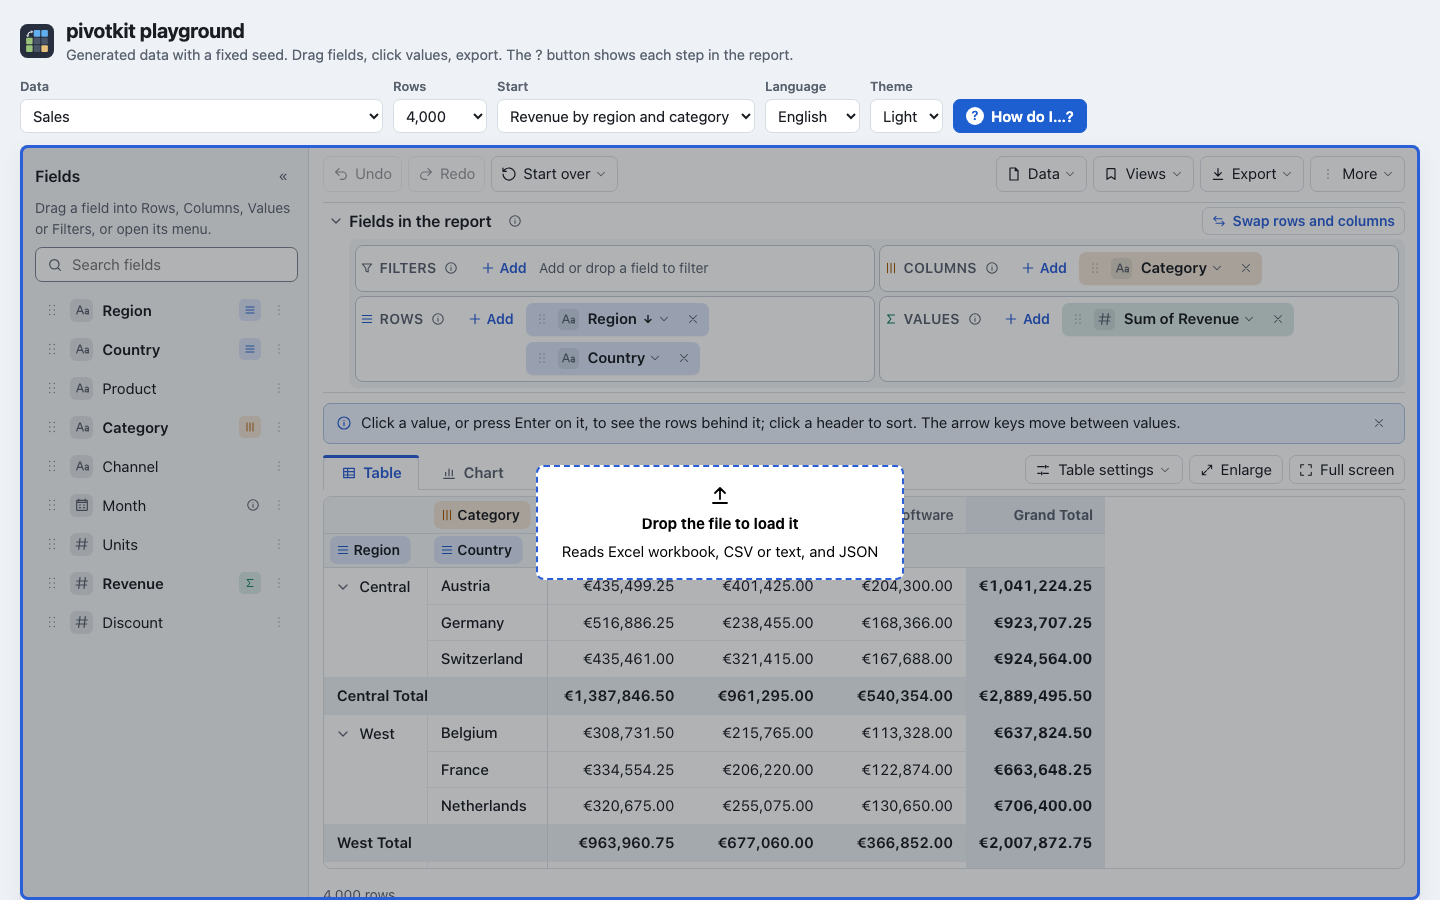 pivotkit playground
Generated data with a fixed seed. Drag fields, click values, export. The ? button shows each step in the report.
Data Rows Start Language Theme
Sales 4,000 Revenue by region and category English Light ? How do I...?
Fields «
Drag a field into Rows, Columns, Values
or Filters, or open its menu.
Search fields
Aa Region
Aa Country
Aa Product
Aa Category
Aa Channel
Month
# Units
# Revenue Σ
# Discount
Undo Redo Start over Data Views Export More
Fields in the report Swap rows and columns
FILTERS + Add Add or drop a field to filter
COLUMNS + Add Aa Category ×
ROWS + Add Aa Region ↓ ×
Aa Country ×
Σ VALUES + Add # Sum of Revenue ×
Click a value, or press Enter on it, to see the rows behind it; click a header to sort. The arrow keys move between values. ×
Table Chart Table settings Enlarge Full screen
Drop the file to load it
Reads Excel workbook, CSV or text, and JSON
Category oftware Grand Total
Region Country
Central Austria €435,499.25 €401,425.00 €204,300.00 €1,041,224.25
Germany €516,886.25 €238,455.00 €168,366.00 €923,707.25
Switzerland €435,461.00 €321,415.00 €167,688.00 €924,564.00
Central Total €1,387,846.50 €961,295.00 €540,354.00 €2,889,495.50
West Belgium €308,731.50 €215,765.00 €113,328.00 €637,824.50
France €334,554.25 €206,220.00 €122,874.00 €663,648.25
Netherlands €320,675.00 €255,075.00 €130,650.00 €706,400.00
West Total €963,960.75 €677,060.00 €366,852.00 €2,007,872.75
4,000 rows